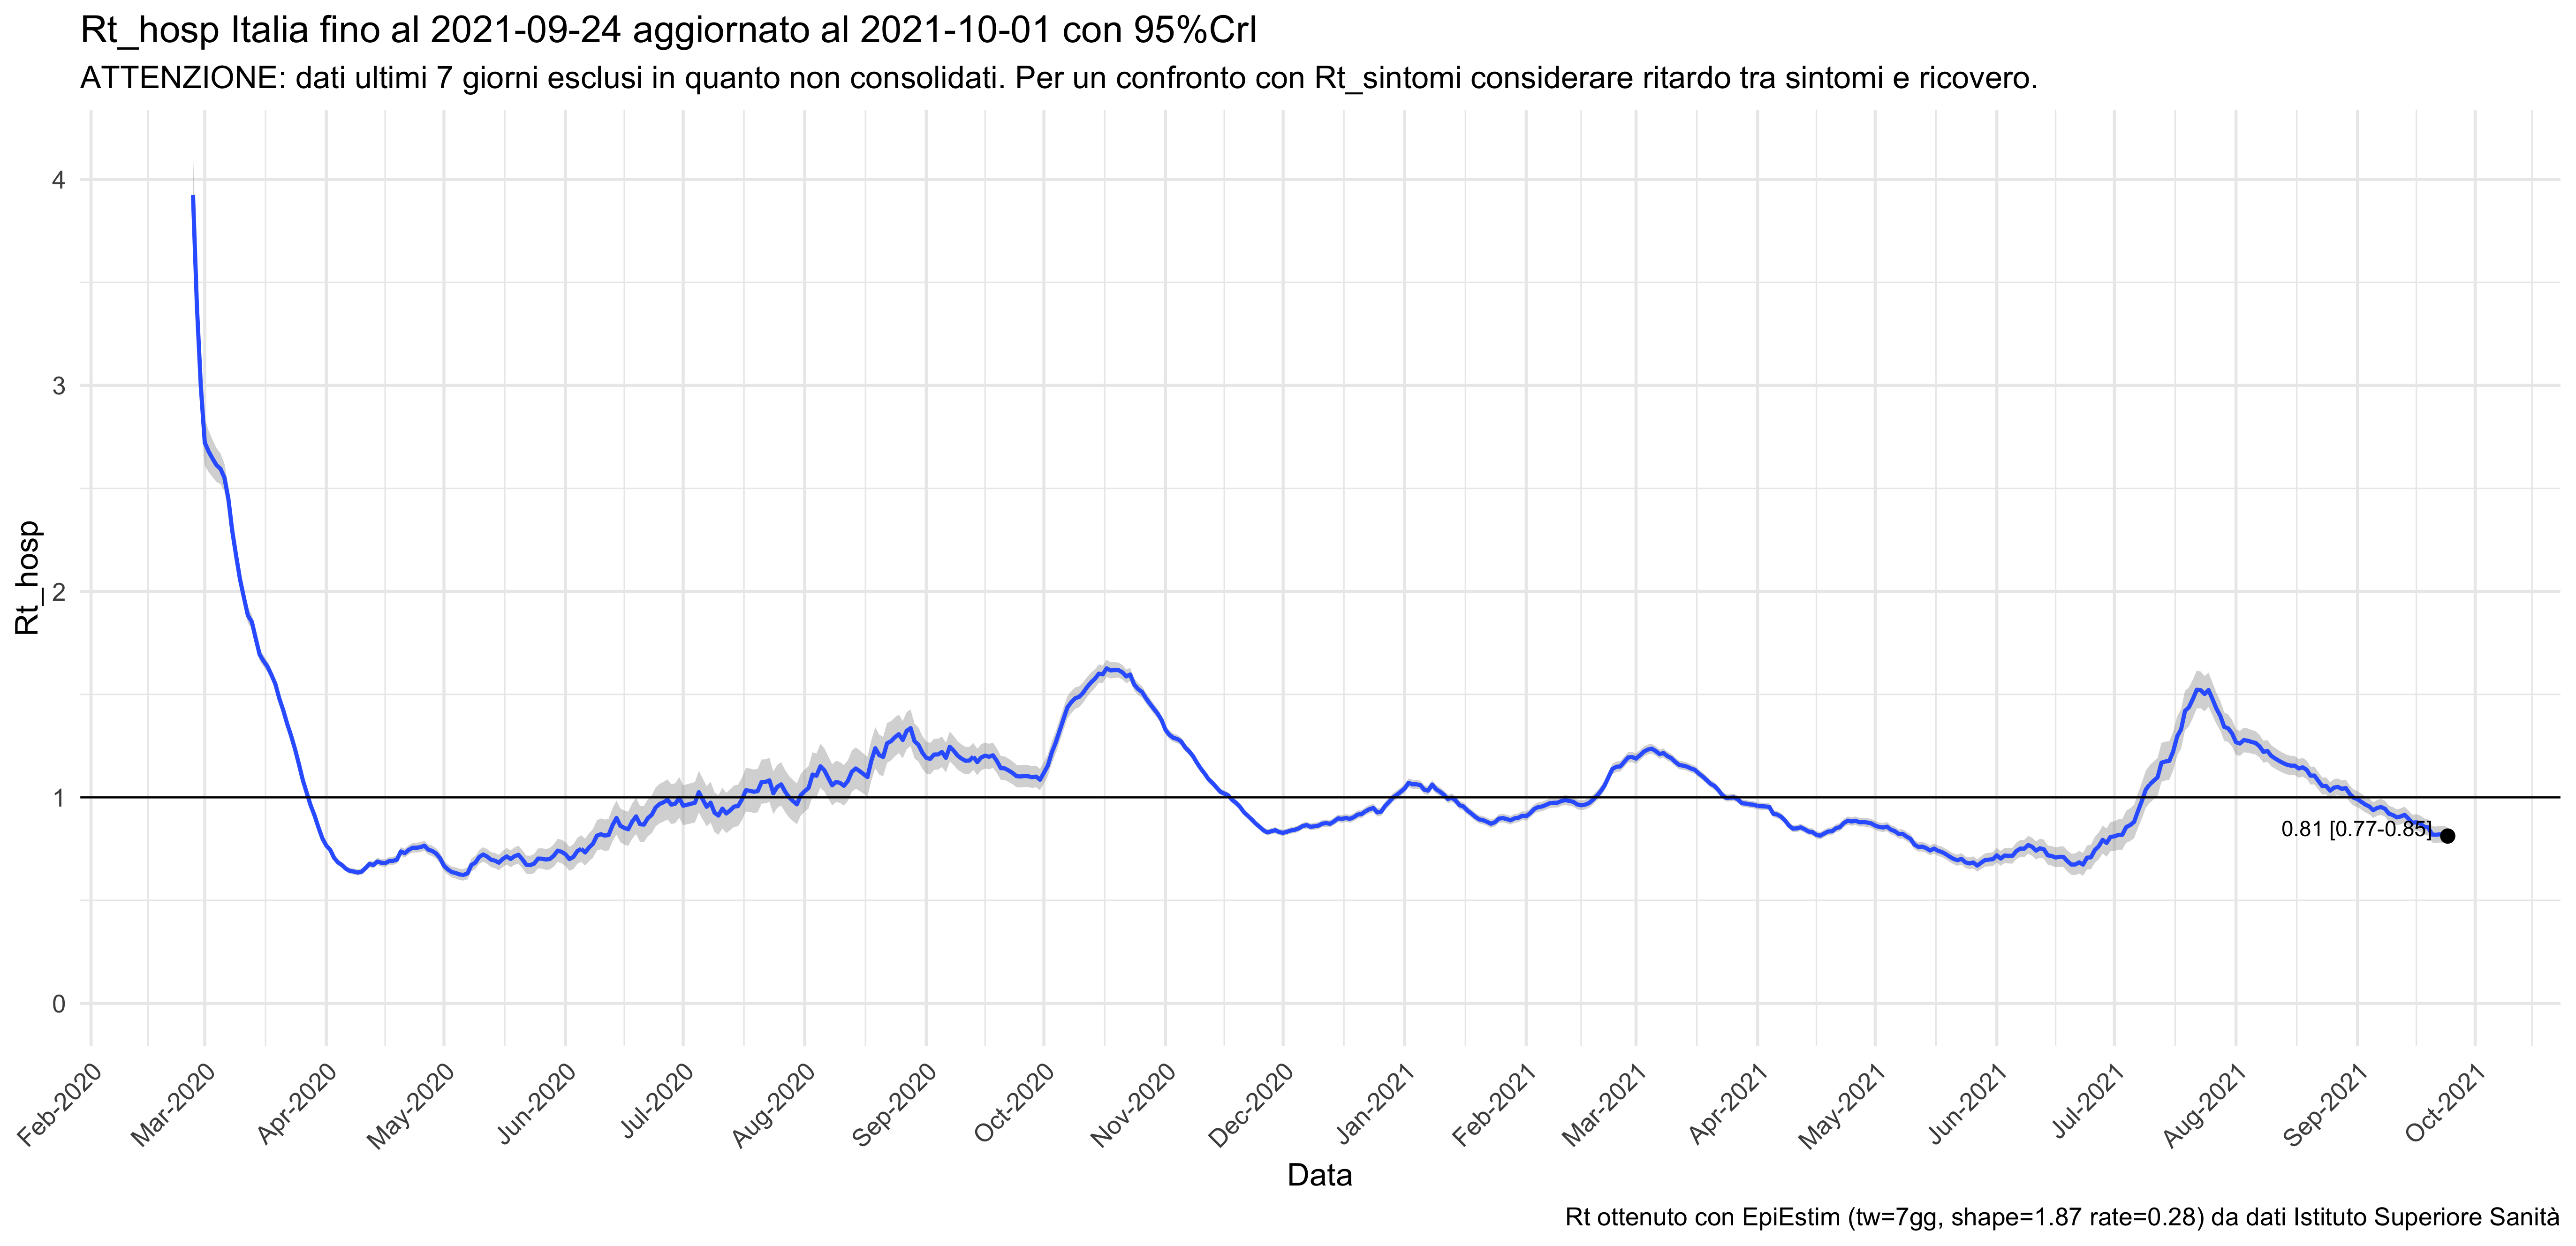 Rt_hosp Italia fino al 2021-09-24 aggiornato al 2021-10-01 con 95%CrI
ATTENZIONE: dati ultimi 7 giorni esclusi in quanto non consolidati. Per un confronto con Rt_sintomi considerare ritardo tra sintomi e ricovero.
Rt_hosp
4
3
2
1
0
0.81 [0.77-0.85]
Feb-2020
Mar-2020
Apr-2020
May-2020
Jun-2020
Jul-2020
Aug-2020
Sep-2020
Oct-2020
Nov-2020
Dec-2020
Jan-2021
Feb-2021
Mar-2021
Apr-2021
May-2021
Jun-2021
Jul-2021
Aug-2021
Sep-2021
Oct-2021
Data
Rt ottenuto con EpiEstim (tw=7gg, shape=1.87 rate=0.28) da dati Istituto Superiore Sanità